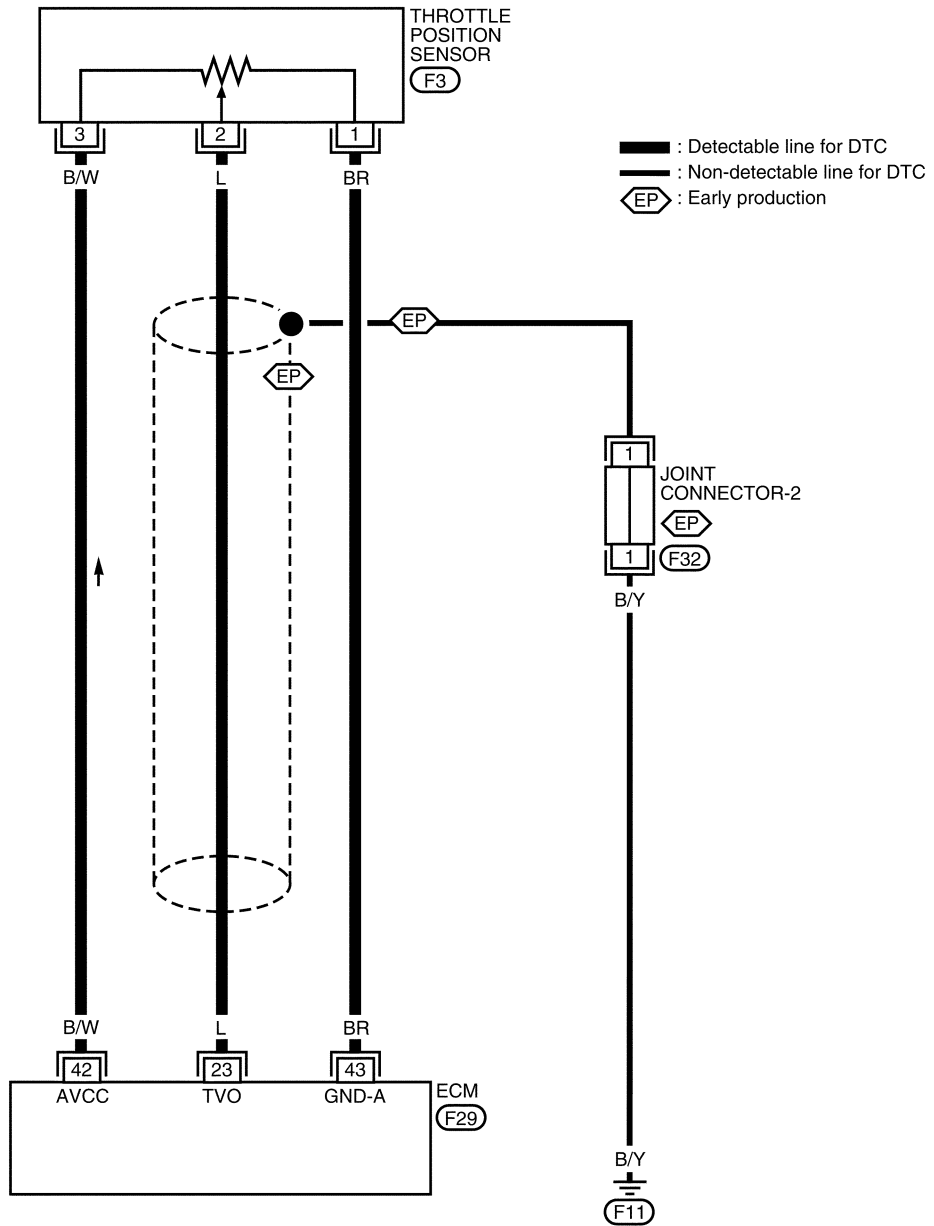 THROTTLE
POSITION
SENSOR
F3
3 2 1
B/W L BR
: Detectable line for DTC
: Non-detectable line for DTC
EP : Early production
EP
EP
1
JOINT
CONNECTOR-2
EP
1 F32
B/Y
B/W L BR
42 23 43
AVCC TVO GND-A
ECM
F29
B/Y
F11